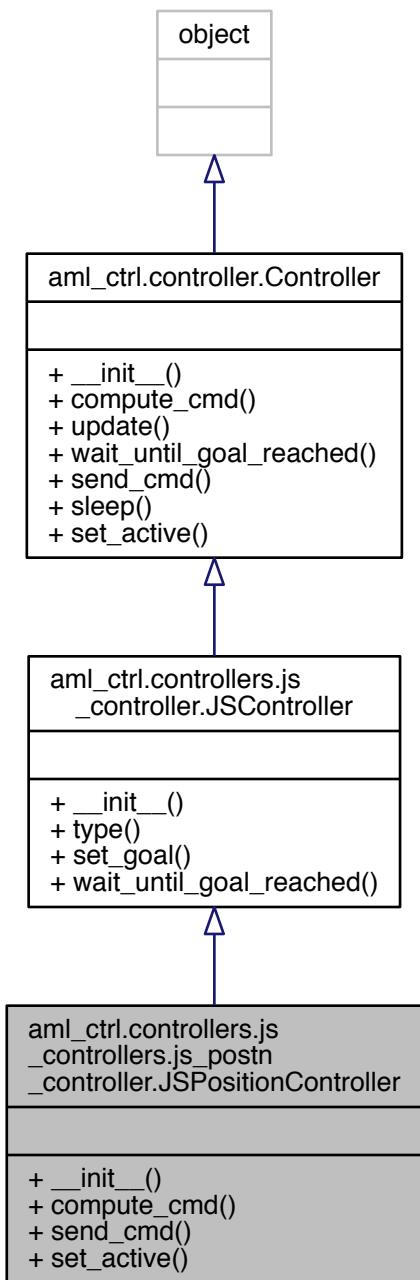 object
aml_ctrl.controller.Controller
+ __init__()
+ compute_cmd()
+ update()
+ wait_until_goal_reached()
+ send_cmd()
+ sleep()
+ set_active()
aml_ctrl.controllers.js
_controller.JSController
+ __init__()
+ type()
+ set_goal()
+ wait_until_goal_reached()
aml_ctrl.controllers.js
_controllers.js_postn
_controller.JSPositionController
+ __init__()
+ compute_cmd()
+ send_cmd()
+ set_active()